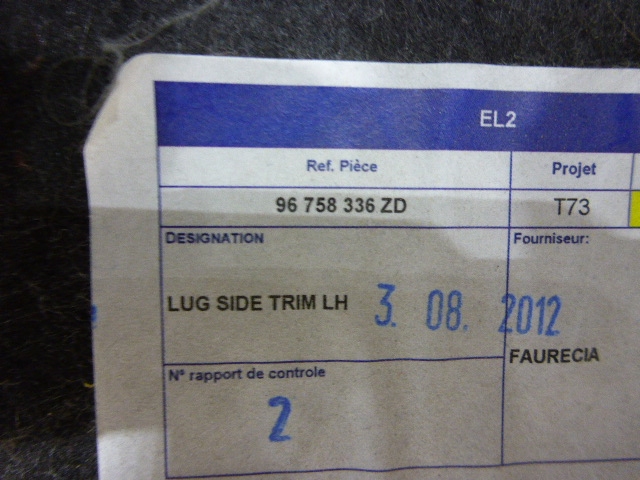 EL2
Ref. Pièce Projet
96 758 336 ZD T73
DESIGNATION Fournisseur:
LUG SIDE TRIM LH 3. 08. 2012
FAURECIA
N° rapport de controle
2